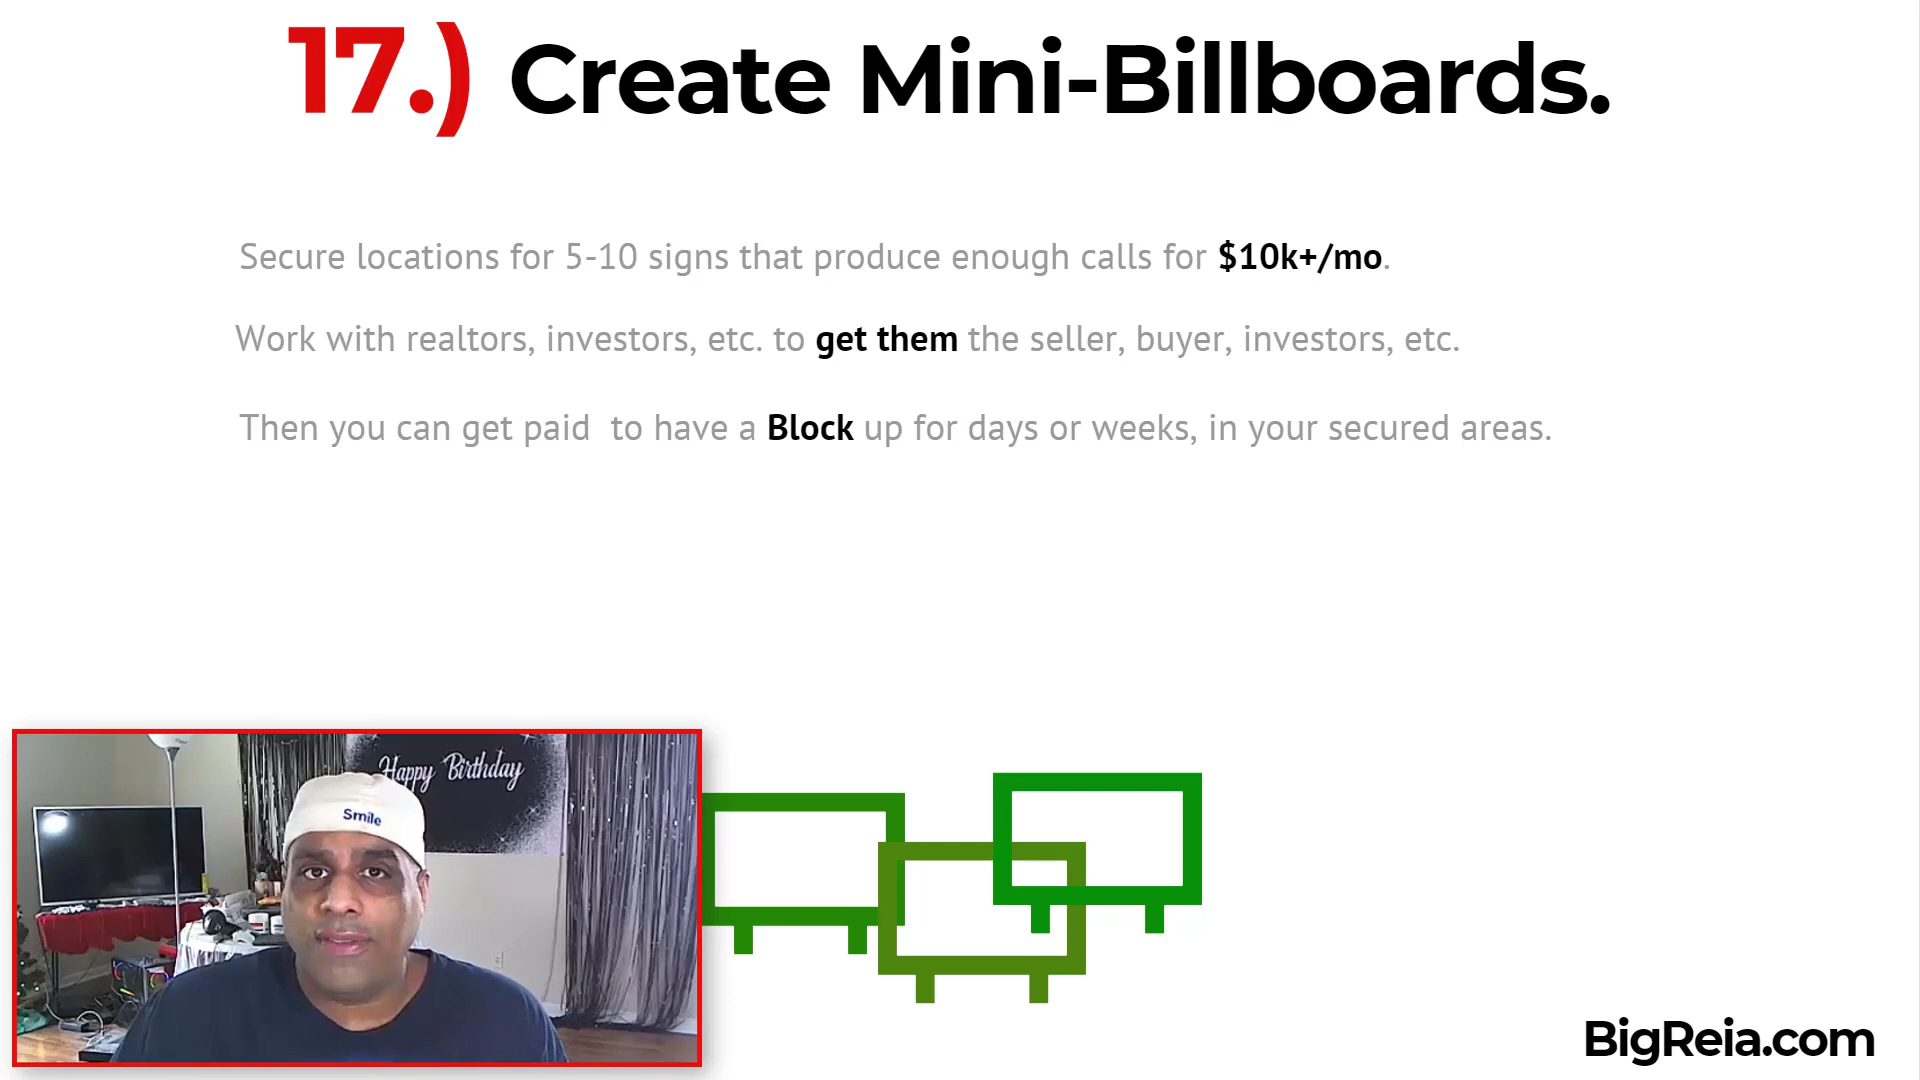 17.) Create Mini-Billboards.
Secure locations for 5-10 signs that produce enough calls for $10k+/mo.
Work with realtors, investors, etc. to get them the seller, buyer, investors, etc.
Then you can get paid  to have a Block up for days or weeks, in your secured areas.
Happy Birthday
Smile
BigReia.com